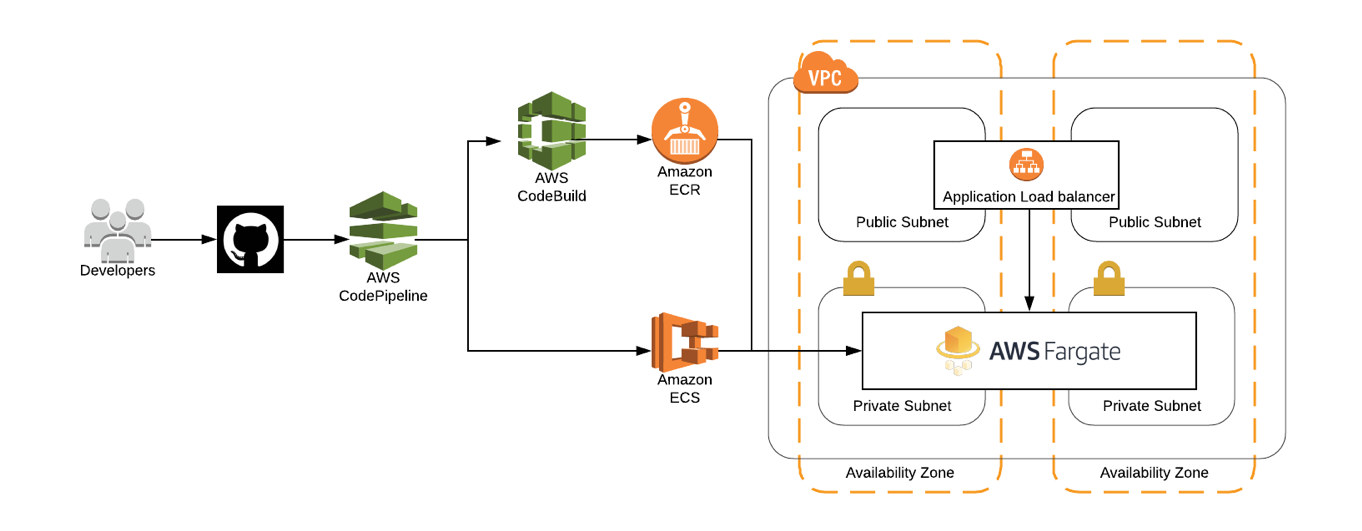 Developers
AWS
CodePipeline
AWS
CodeBuild
Amazon
ECR
Amazon
ECS
VPC
Application Load balancer
Public Subnet
Public Subnet
AWS Fargate
Private Subnet
Private Subnet
Availability Zone
Availability Zone